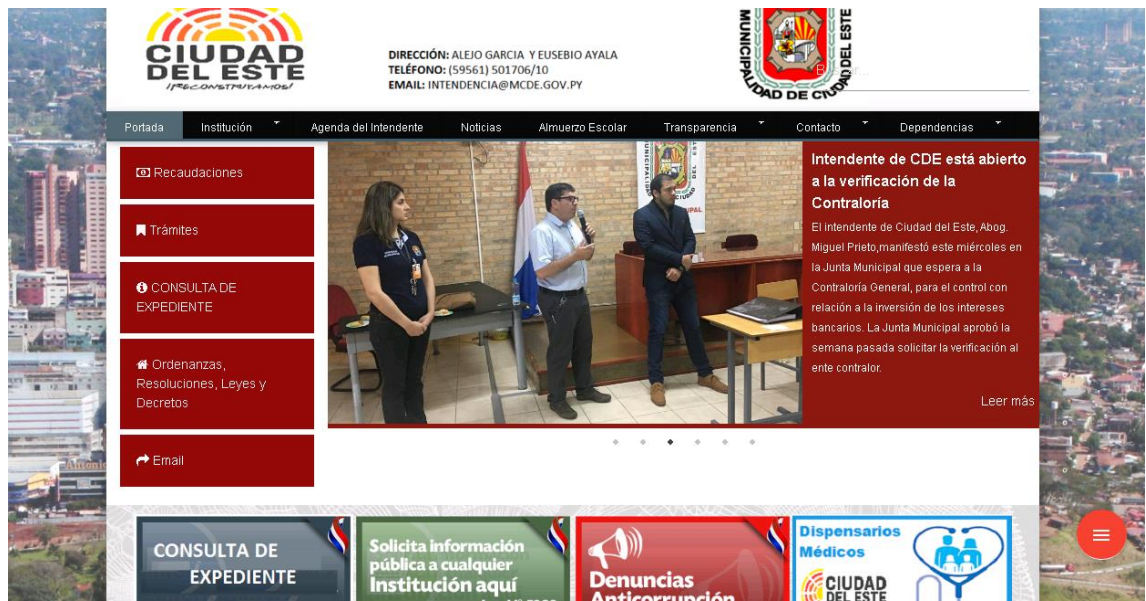 CIUDAD
DEL ESTE
¡RECONSTRUYAMOS!
DIRECCIÓN: ALEJO GARCIA Y EUSEBIO AYALA
TELÉFONO: (59561) 501706/10
EMAIL: INTENDENCIA@MCDE.GOV.PY
MUNICIPALIDAD DE CIUDAD DEL ESTE
Buscar...
Portada Institución Agenda del Intendente Noticias Almuerzo Escolar Transparencia Contacto Dependencias
Recaudaciones
Trámites
CONSULTA DE
EXPEDIENTE
Ordenanzas,
Resoluciones, Leyes y
Decretos
Email
Intendente de CDE está abierto
a la verificación de la
Contraloría
El intendente de Ciudad del Este, Abog.
Miguel Prieto,manifestó este miércoles en
la Junta Municipal que espera a la
Contraloría General, para el control con
relación a la inversión de los intereses
bancarios. La Junta Municipal aprobó la
semana pasada solicitar la verificación al
ente contralor.
Leer más
CONSULTA DE
EXPEDIENTE
Solicita información
pública a cualquier
Institución aquí
Denuncias
Anticorrupción
Dispensarios
Médicos
CIUDAD
DEL ESTE